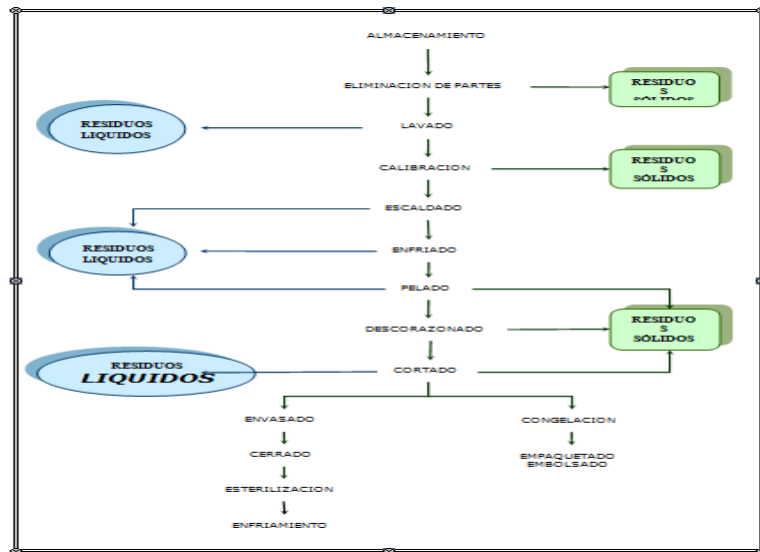 ALMACENAMIENTO
ELIMINACION DE PARTES
RESIDUO
S
SÓLIDOS
RESIDUOS
LIQUIDOS
LAVADO
CALIBRACION
RESIDUO
S
SÓLIDOS
ESCALDADO
RESIDUOS
LIQUIDOS
ENFRIADO
PELADO
DESCORAZONADO
RESIDUO
S
SÓLIDOS
RESIDUOS
LIQUIDOS
CORTADO
ENVASADO
CONGELACION
CERRADO
EMPAQUETADO
EMBOLSADO
ESTERILIZACION
ENFRIAMIENTO